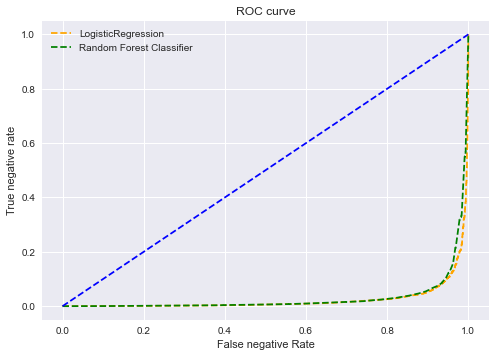 ROC curve
LogisticRegression
Random Forest Classifier
1.0
0.8
0.6
0.4
0.2
0.0
True negative rate
0.0 0.2 0.4 0.6 0.8 1.0
False negative Rate